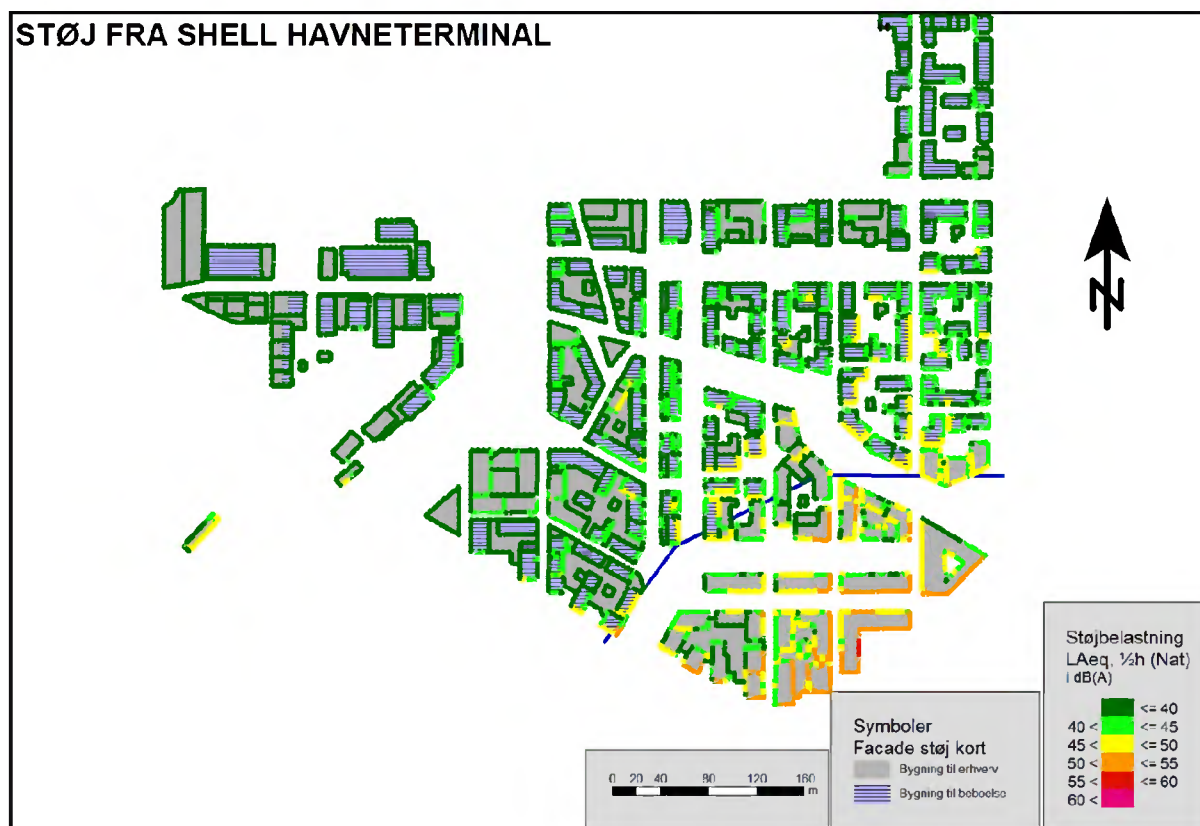 STØJ FRA SHELL HAVNETERMINAL
N
Støjbelastning
LAeq, ½h (Nat)
i dB(A)
<= 40
40 < <= 45
45 < <= 50
50 < <= 55
55 < <= 60
60 <
Symboler
Facade støj kort
Bygning til erhverv
Bygning til beboelse
0 20 40 80 120 160
m